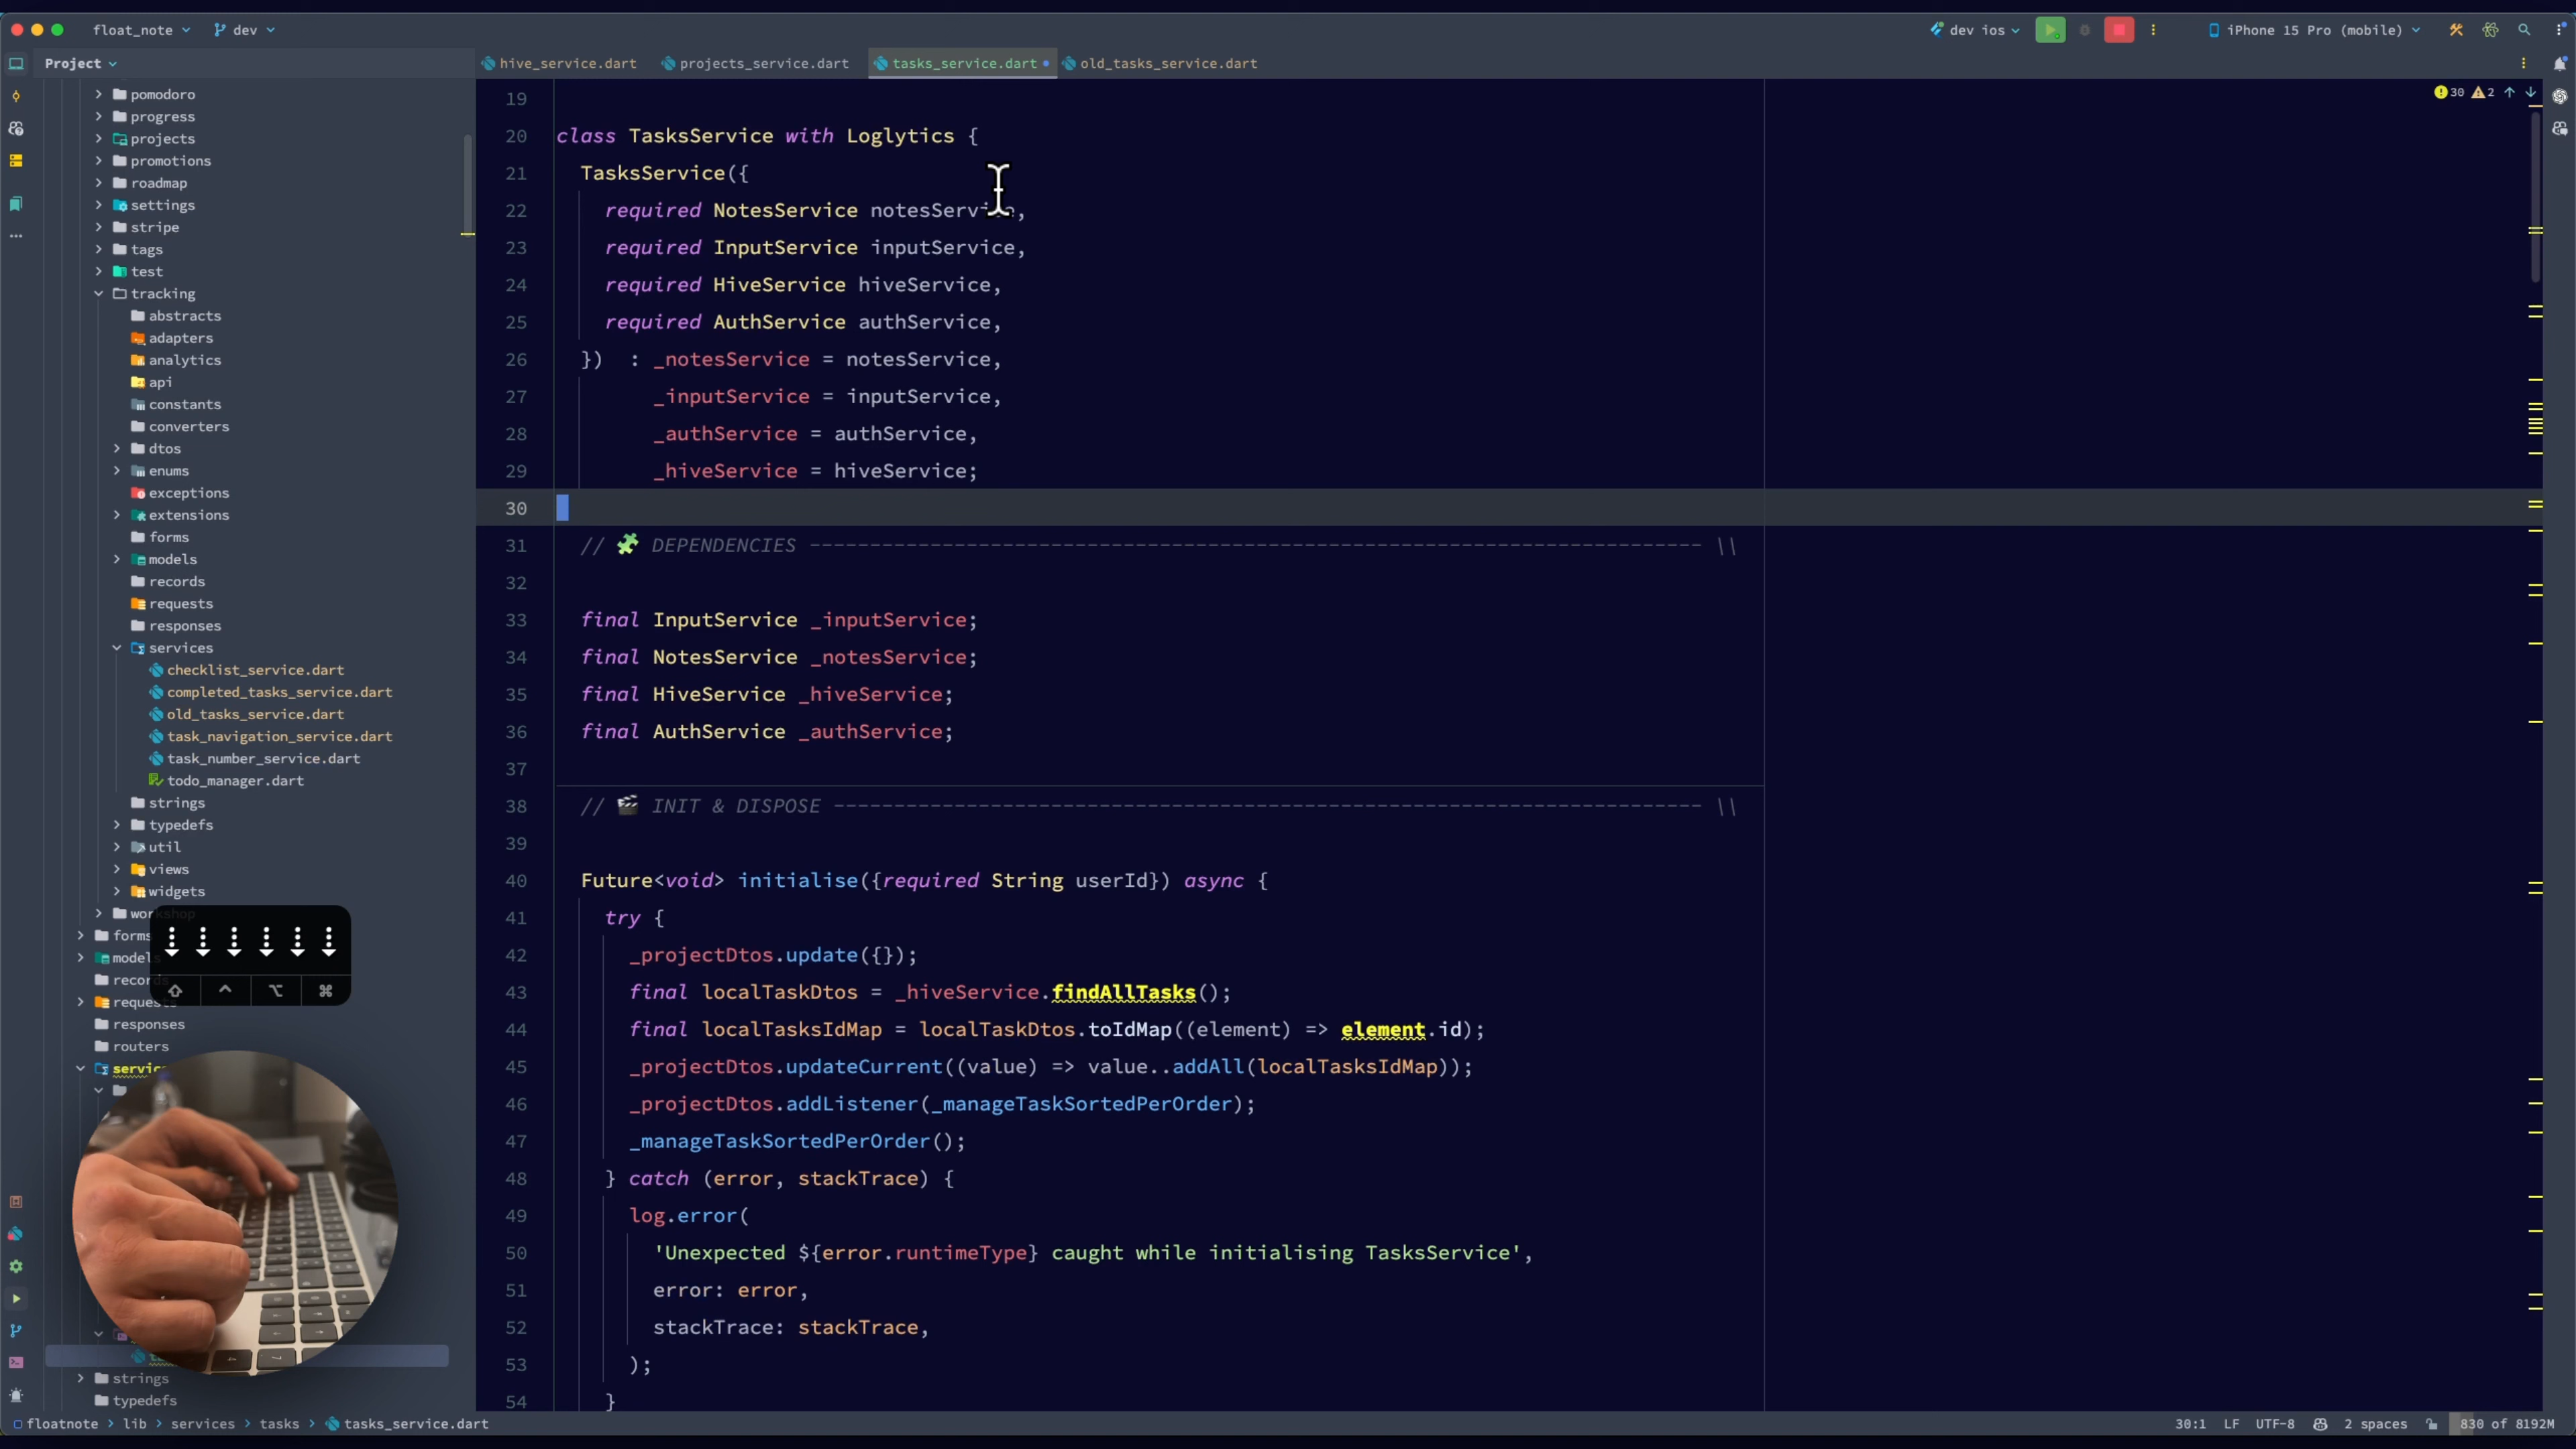 float_note
dev
dev ios
iPhone 15 Pro (mobile)
Project
hive_service.dart
projects_service.dart
tasks_service.dart
old_tasks_service.dart
pomodoro
progress
projects
promotions
roadmap
settings
stripe
tags
test
tracking
abstracts
adapters
analytics
api
constants
converters
dtos
enums
exceptions
extensions
forms
models
records
requests
responses
services
checklist_service.dart
completed_tasks_service.dart
old_tasks_service.dart
task_navigation_service.dart
task_number_service.dart
todo_manager.dart
strings
typedefs
util
views
widgets
workshop
forms
model
recor
reques
responses
routers
servic
strings
typedefs
30 2
19
20 class TasksService with Loglytics {
21 TasksService({
22 required NotesService notesService,
23 required InputService inputService,
24 required HiveService hiveService,
25 required AuthService authService,
26 }) : _notesService = notesService,
27 _inputService = inputService,
28 _authService = authService,
29 _hiveService = hiveService;
30
31 // 🧩 DEPENDENCIES -------------------------------------------------------------------------- \\
32
33 final InputService _inputService;
34 final NotesService _notesService;
35 final HiveService _hiveService;
36 final AuthService _authService;
37
38 // 🎬 INIT & DISPOSE ------------------------------------------------------------------------ \\
39
40 Future<void> initialise({required String userId}) async {
41 try {
42 _projectDtos.update({});
43 final localTaskDtos = _hiveService.findAllTasks();
44 final localTasksIdMap = localTaskDtos.toIdMap((element) => element.id);
45 _projectDtos.updateCurrent((value) => value..addAll(localTasksIdMap));
46 _projectDtos.addListener(_manageTaskSortedPerOrder);
47 _manageTaskSortedPerOrder();
48 } catch (error, stackTrace) {
49 log.error(
50 'Unexpected ${error.runtimeType} caught while initialising TasksService',
51 error: error,
52 stackTrace: stackTrace,
53 );
54 }
floatnote > lib > services > tasks > tasks_service.dart
30:1 LF UTF-8 2 spaces 830 of 8192M